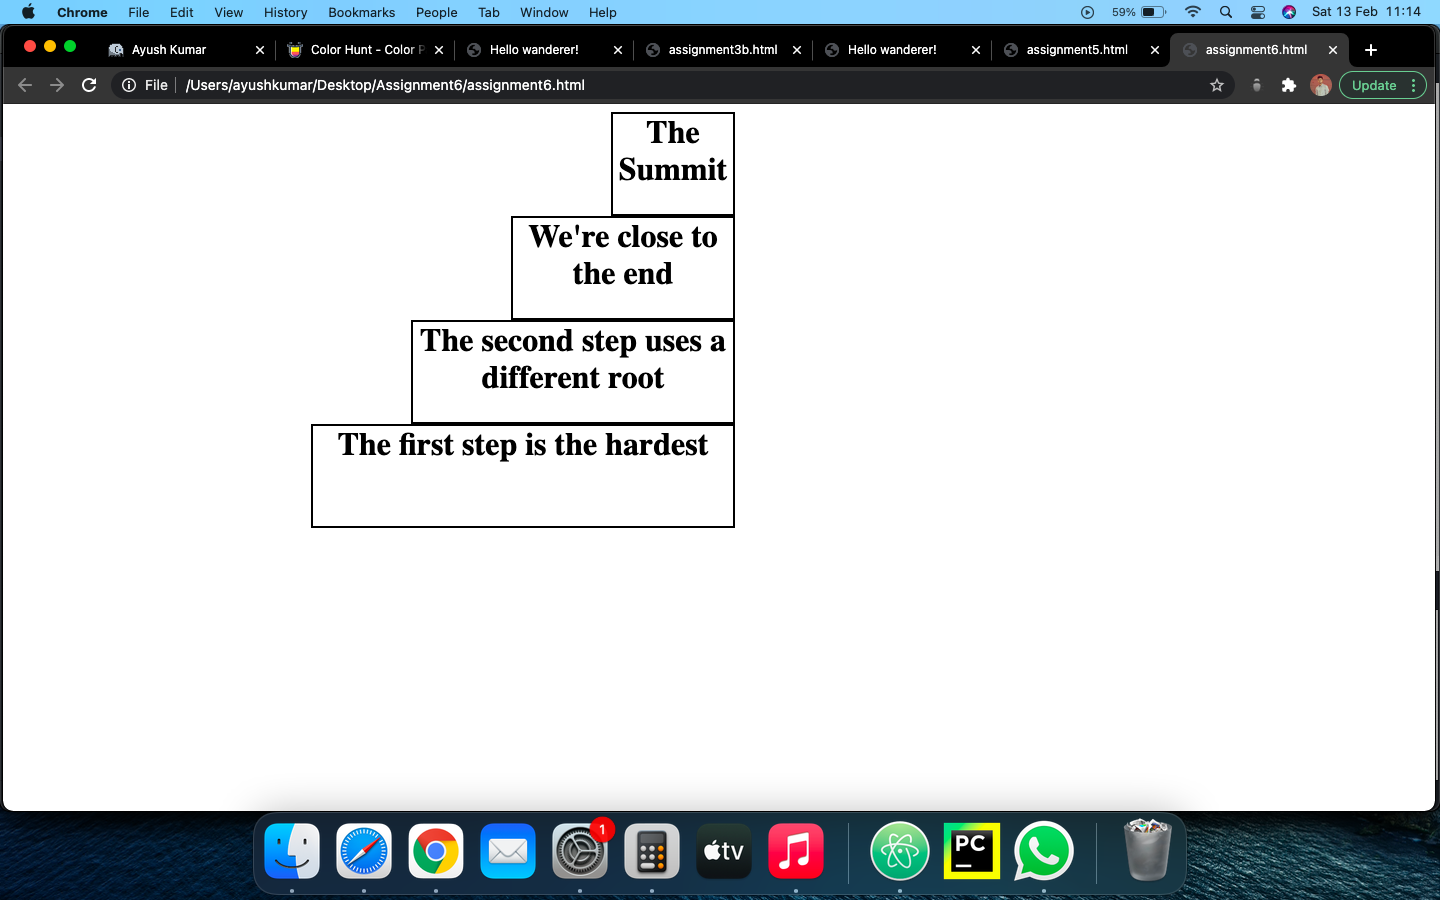 Chrome File Edit View History Bookmarks People Tab Window Help 59% Sat 13 Feb 11:14
Ayush Kumar Color Hunt - Color P Hello wanderer! assignment3b.html Hello wanderer! assignment5.html assignment6.html
File /Users/ayushkumar/Desktop/Assignment6/assignment6.html Update
The
Summit
We're close to
the end
The second step uses a
different root
The first step is the hardest
1
tv
PC